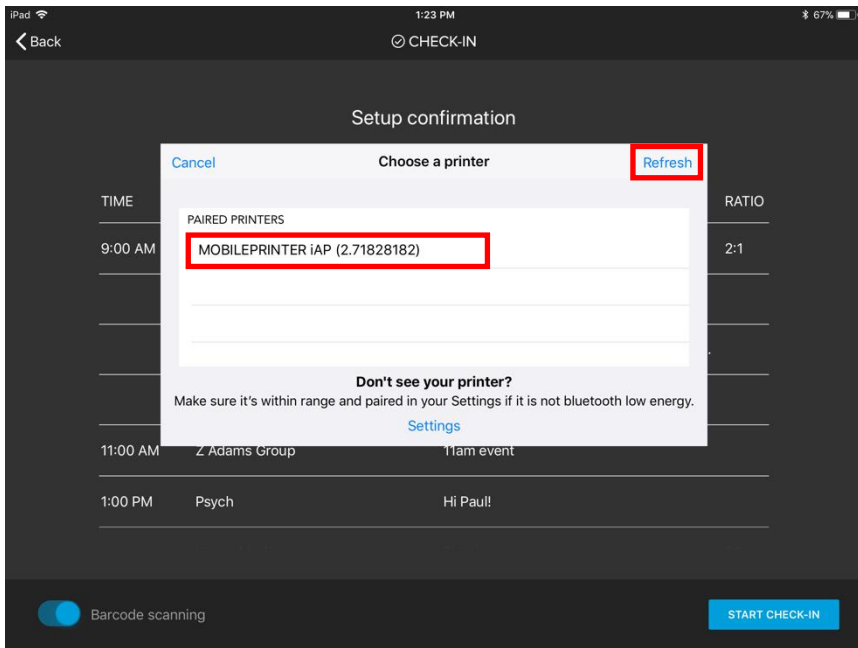 iPad 1:23 PM 67%
Back CHECK-IN
Setup confirmation
Cancel Choose a printer Refresh
TIME RATIO
PAIRED PRINTERS
9:00 AM MOBILEPRINTER iAP (2.71828182) 2:1
Don't see your printer?
Make sure it's within range and paired in your Settings if it is not bluetooth low energy.
Settings
11:00 AM Z Adams Group 11am event
1:00 PM Psych Hi Paul!
Barcode scanning START CHECK-IN